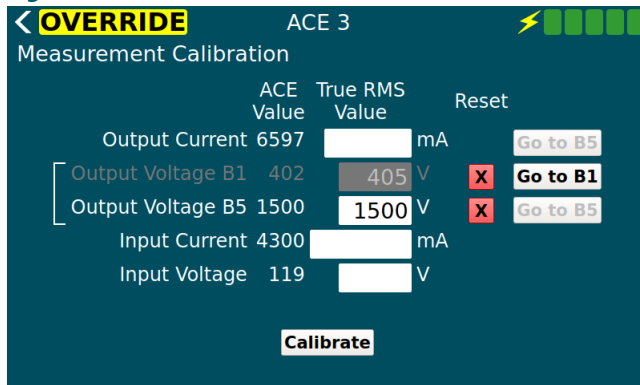 OVERRIDE ACE 3
Measurement Calibration
ACE Value True RMS Value Reset
Output Current 6597 mA Go to B5
Output Voltage B1 402 405 V X Go to B1
Output Voltage B5 1500 1500 V X Go to B5
Input Current 4300 mA
Input Voltage 119 V
Calibrate